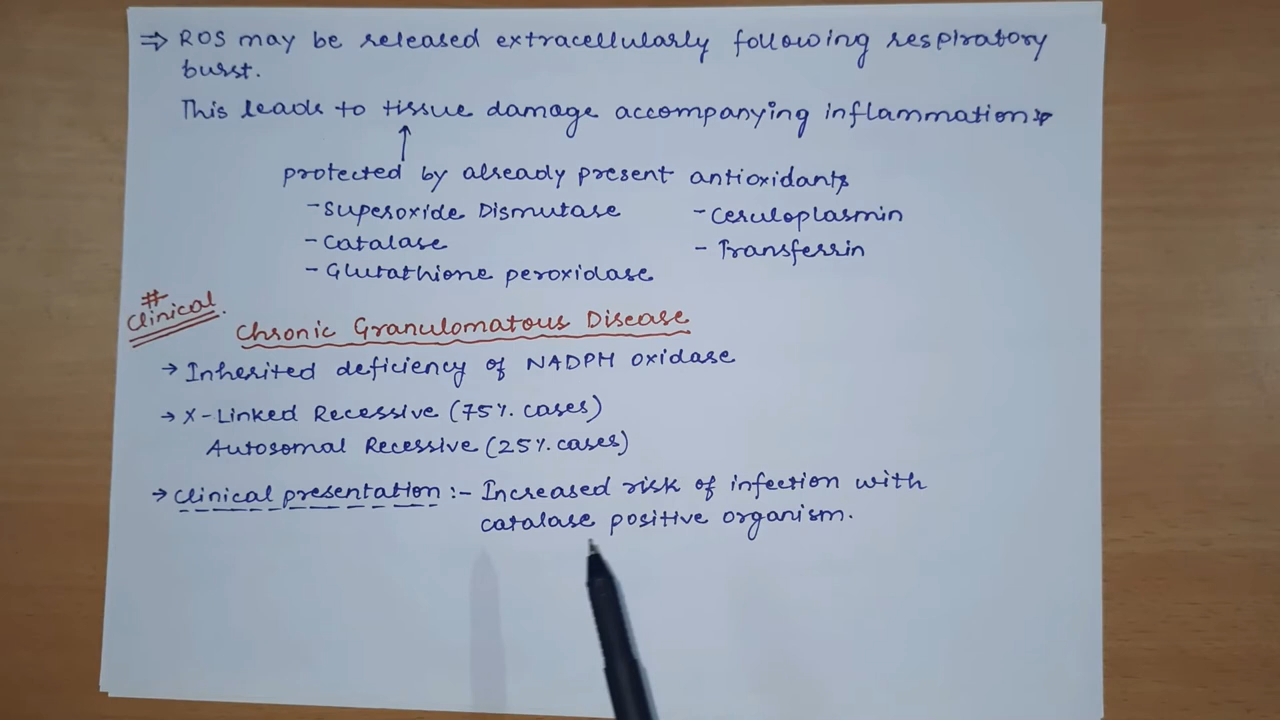 ⇒ ROS may be released extracellularly following respiratory
burst.
This leads to tissue damage accompanying inflammation
↑
protected by already present antioxidants
- Superoxide Dismutase - Ceruloplasmin
- Catalase - Transferrin
- Glutathione peroxidase
# Clinical.
Chronic Granulomatous Disease
→ Inherited deficiency of NADPH oxidase
→ X-Linked Recessive (75% cases)
Autosomal Recessive (25% cases)
→ Clinical presentation :- Increased risk of infection with
catalase positive organism.